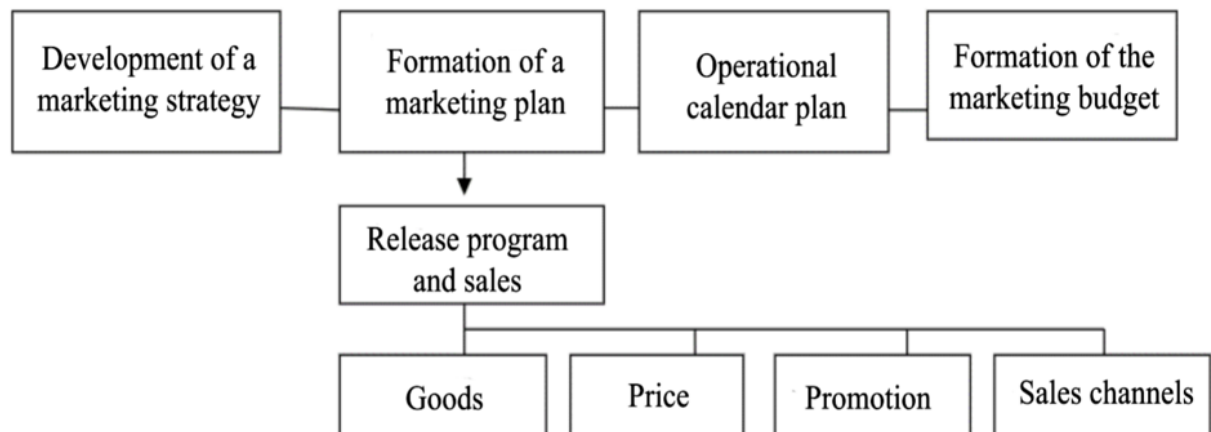 Development of a
marketing strategy
Formation of a
marketing plan
Operational
calendar plan
Formation of the
marketing budget
Release program
and sales
Goods
Price
Promotion
Sales channels